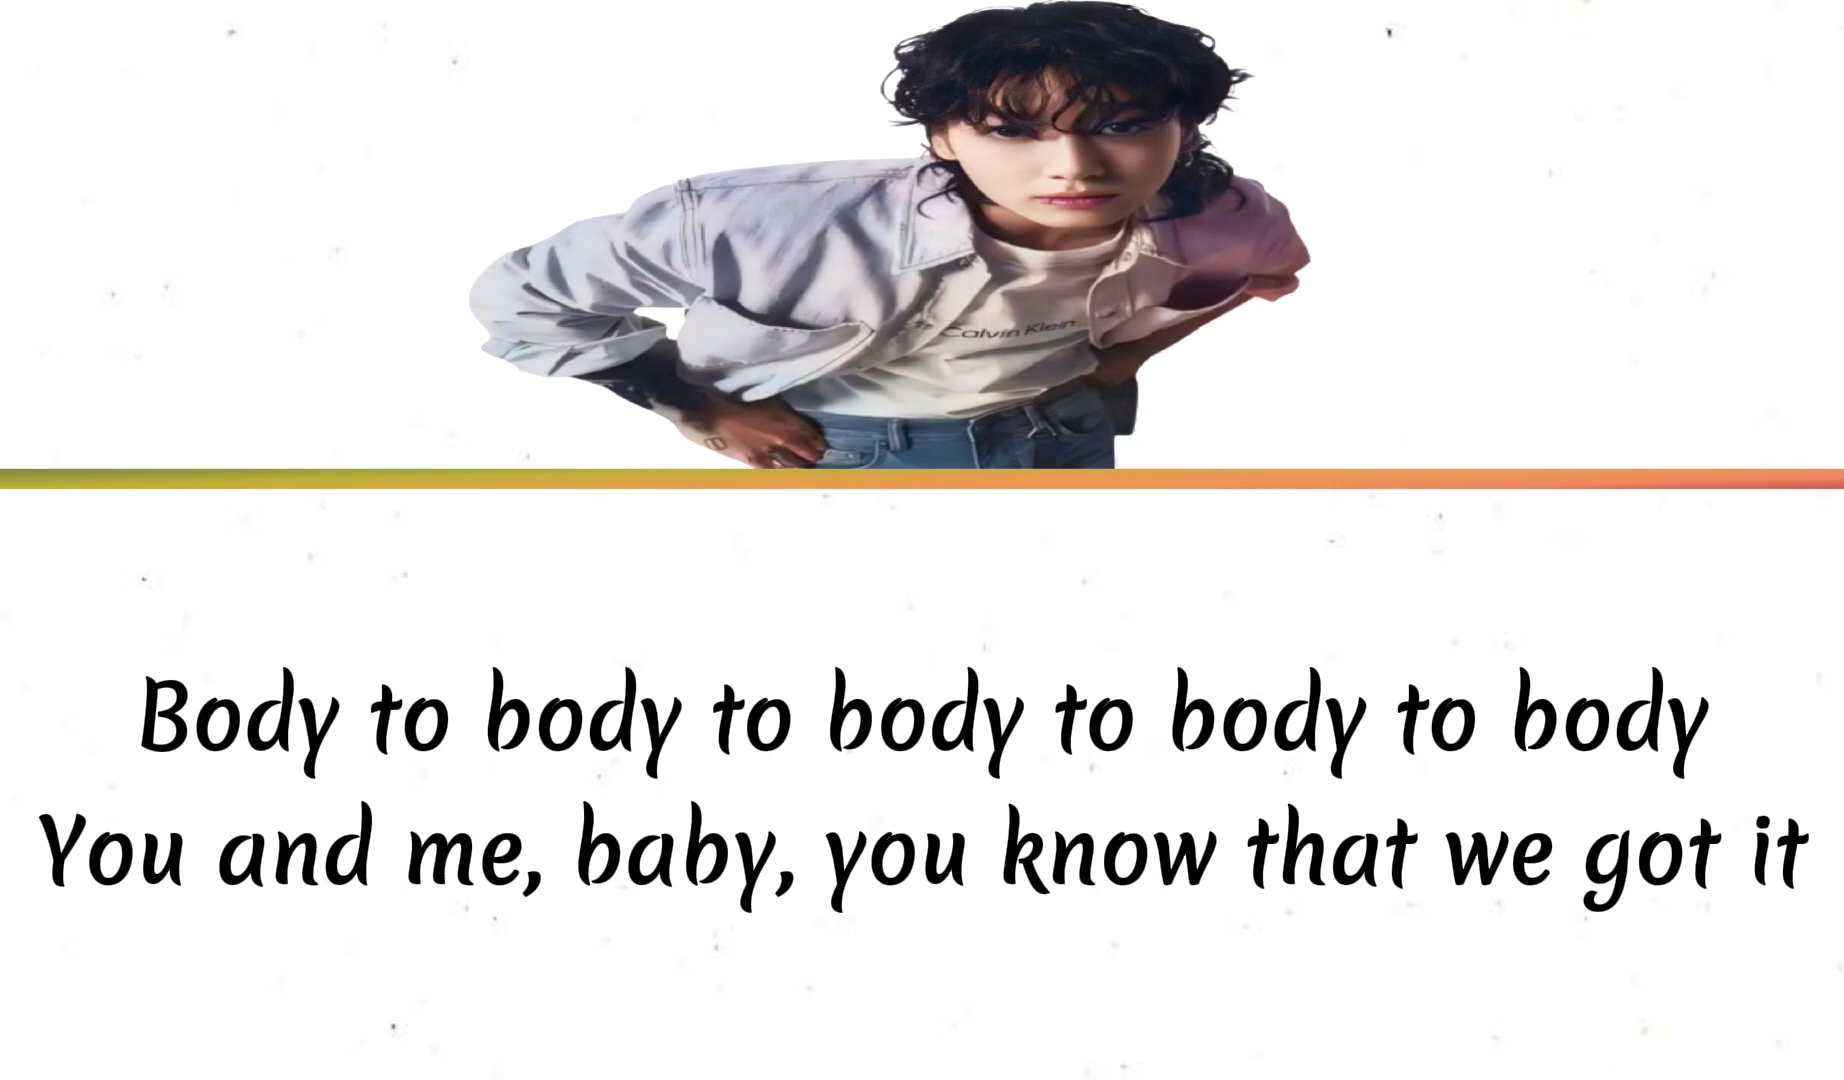 Calvin Klein
Body to body to body to body to body
You and me, baby, you know that we got it